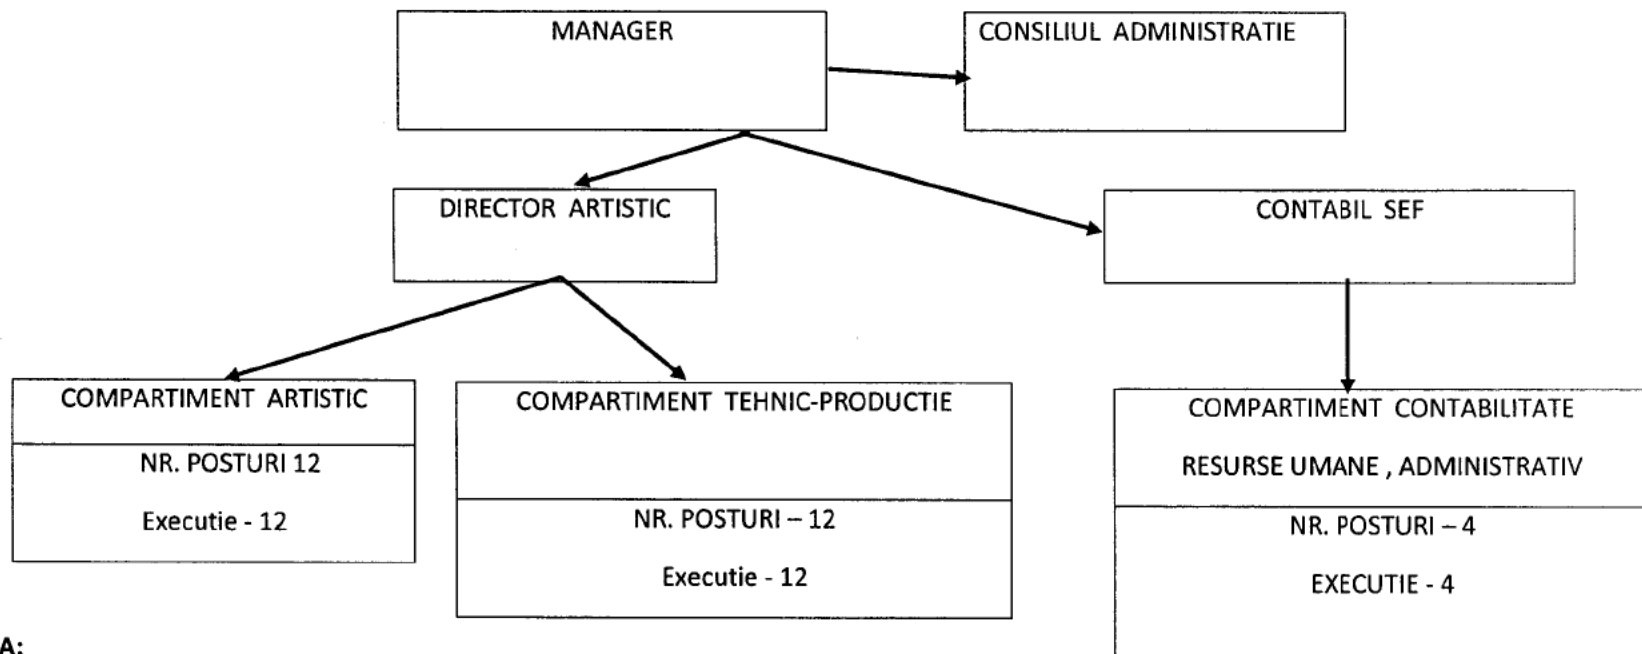 MANAGER
CONSILIUL ADMINISTRATIE
DIRECTOR ARTISTIC
CONTABIL SEF
COMPARTIMENT ARTISTIC
NR. POSTURI 12
Executie - 12
COMPARTIMENT TEHNIC-PRODUCTIE
NR. POSTURI – 12
Executie - 12
COMPARTIMENT CONTABILITATE
RESURSE UMANE , ADMINISTRATIV
NR. POSTURI – 4
EXECUTIE - 4
A: